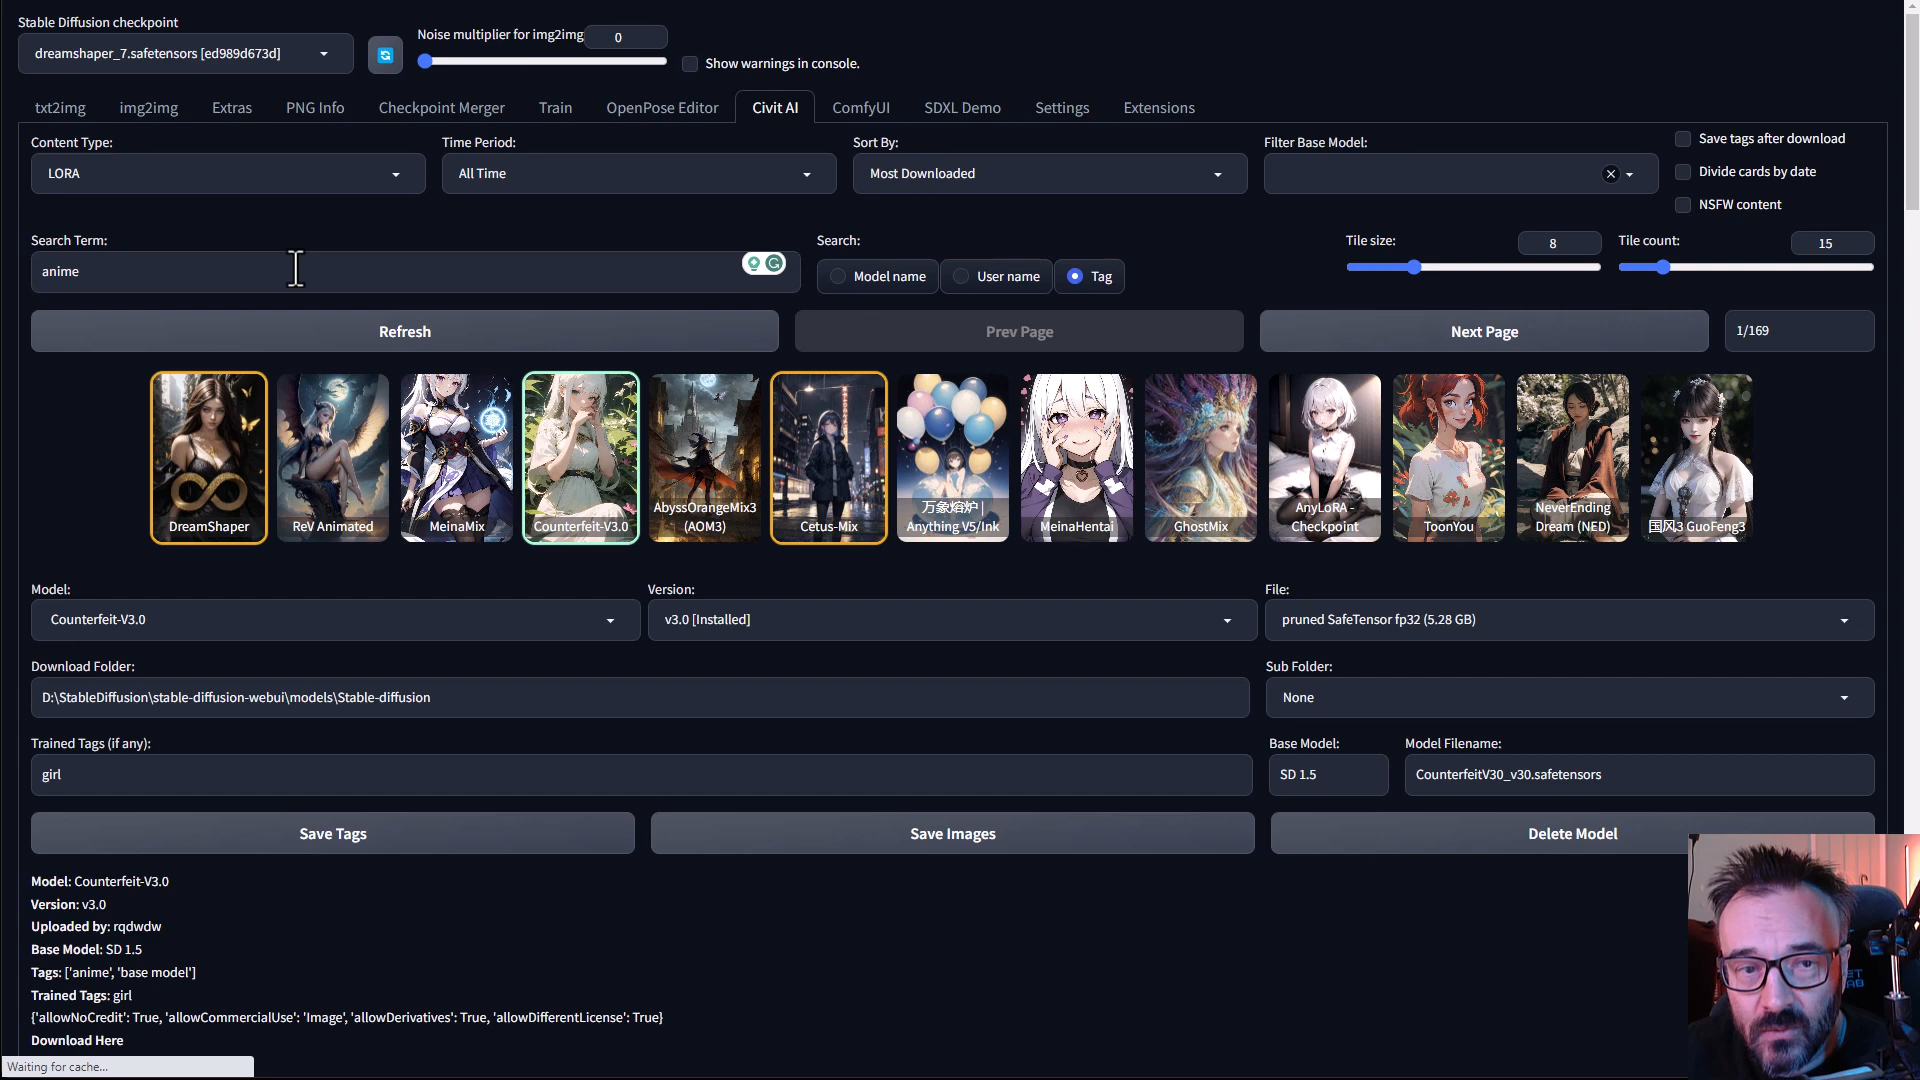 Stable Diffusion checkpoint
dreamshaper_7.safetensors [ed989d673d]
Noise multiplier for img2img
0
Show warnings in console.
txt2img
img2img
Extras
PNG Info
Checkpoint Merger
Train
OpenPose Editor
Civit AI
ComfyUI
SDXL Demo
Settings
Extensions
Content Type:
LORA
Time Period:
All Time
Sort By:
Most Downloaded
Filter Base Model:
Save tags after download
Divide cards by date
NSFW content
Search Term:
anime
Search:
Model name
User name
Tag
Tile size:
8
Tile count:
15
Refresh
Prev Page
Next Page
1/169
DreamShaper
ReV Animated
MeinaMix
Counterfeit-V3.0
AbyssOrangeMix3
(AOM3)
Cetus-Mix
万象熔炉 |
Anything V5/Ink
MeinaHentai
GhostMix
AnyLoRA -
Checkpoint
ToonYou
NeverEnding
Dream (NED)
国风3 GuoFeng3
Model:
Counterfeit-V3.0
Version:
v3.0 [Installed]
File:
pruned SafeTensor fp32 (5.28 GB)
Download Folder:
D:\StableDiffusion\stable-diffusion-webui\models\Stable-diffusion
Sub Folder:
None
Trained Tags (if any):
girl
Base Model:
SD 1.5
Model Filename:
CounterfeitV30_v30.safetensors
Save Tags
Save Images
Delete Model
Model: Counterfeit-V3.0
Version: v3.0
Uploaded by: rqdwdw
Base Model: SD 1.5
Tags: ['anime', 'base model']
Trained Tags: girl
{'allowNoCredit': True, 'allowCommercialUse': 'Image', 'allowDerivatives': True, 'allowDifferentLicense': True}
Download Here
Waiting for cache...